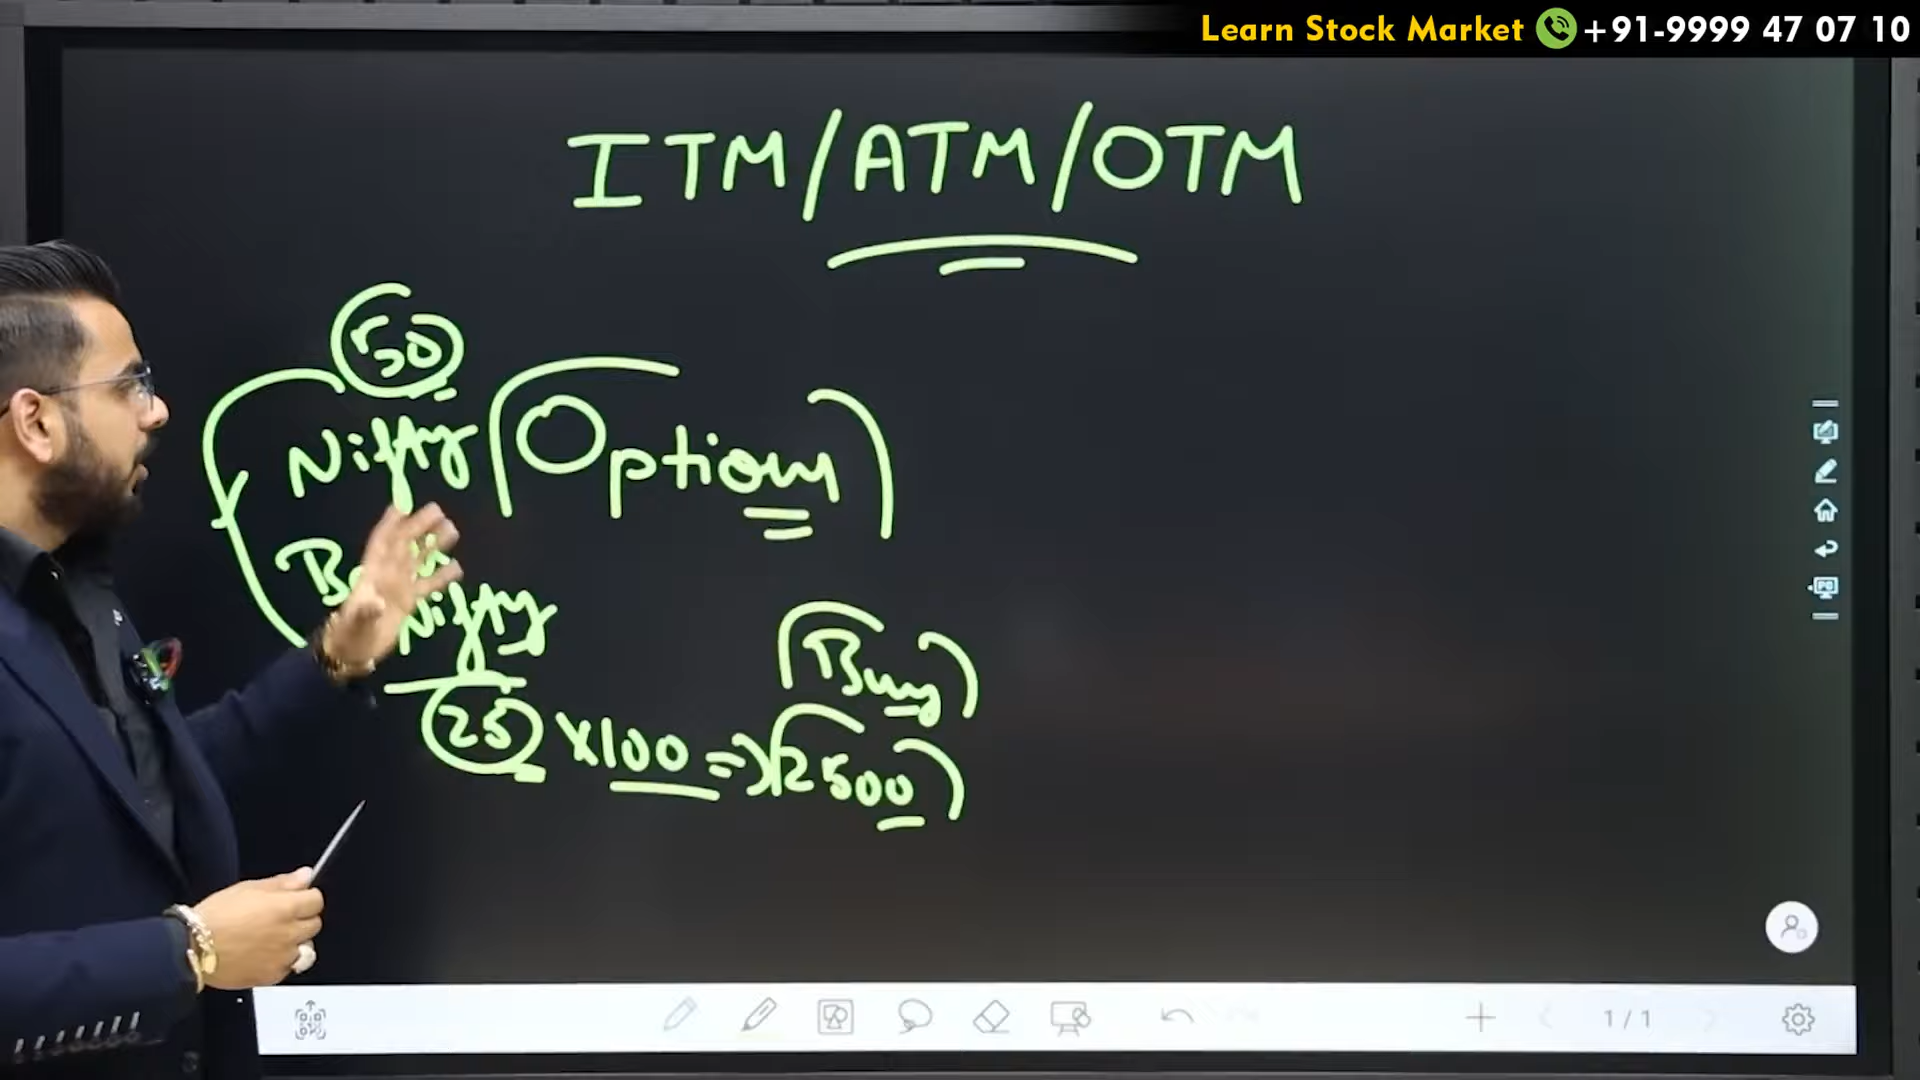 Learn Stock Market +91-9999 47 07 10
ITM/ATM/OTM
50
Nifty (Option)
Nifty
(Buy)
25 x100 => (2500)
1/1